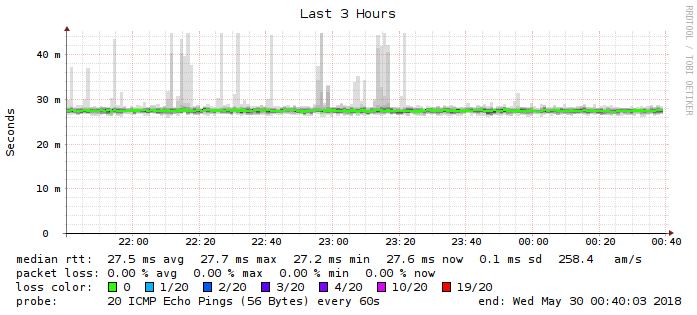 Last 3 Hours
RRDTOOL / TOBI OETIKER
Seconds
40 m
30 m
20 m
10 m
0
22:00 22:20 22:40 23:00 23:20 23:40 00:00 00:20 00:40
median rtt: 27.5 ms avg 27.7 ms max 27.2 ms min 27.6 ms now 0.1 ms sd 258.4 am/s
packet loss: 0.00 % avg 0.00 % max 0.00 % min 0.00 % now
loss color: 0 1/20 2/20 3/20 4/20 10/20 19/20
probe: 20 ICMP Echo Pings (56 Bytes) every 60s end: Wed May 30 00:40:03 2018